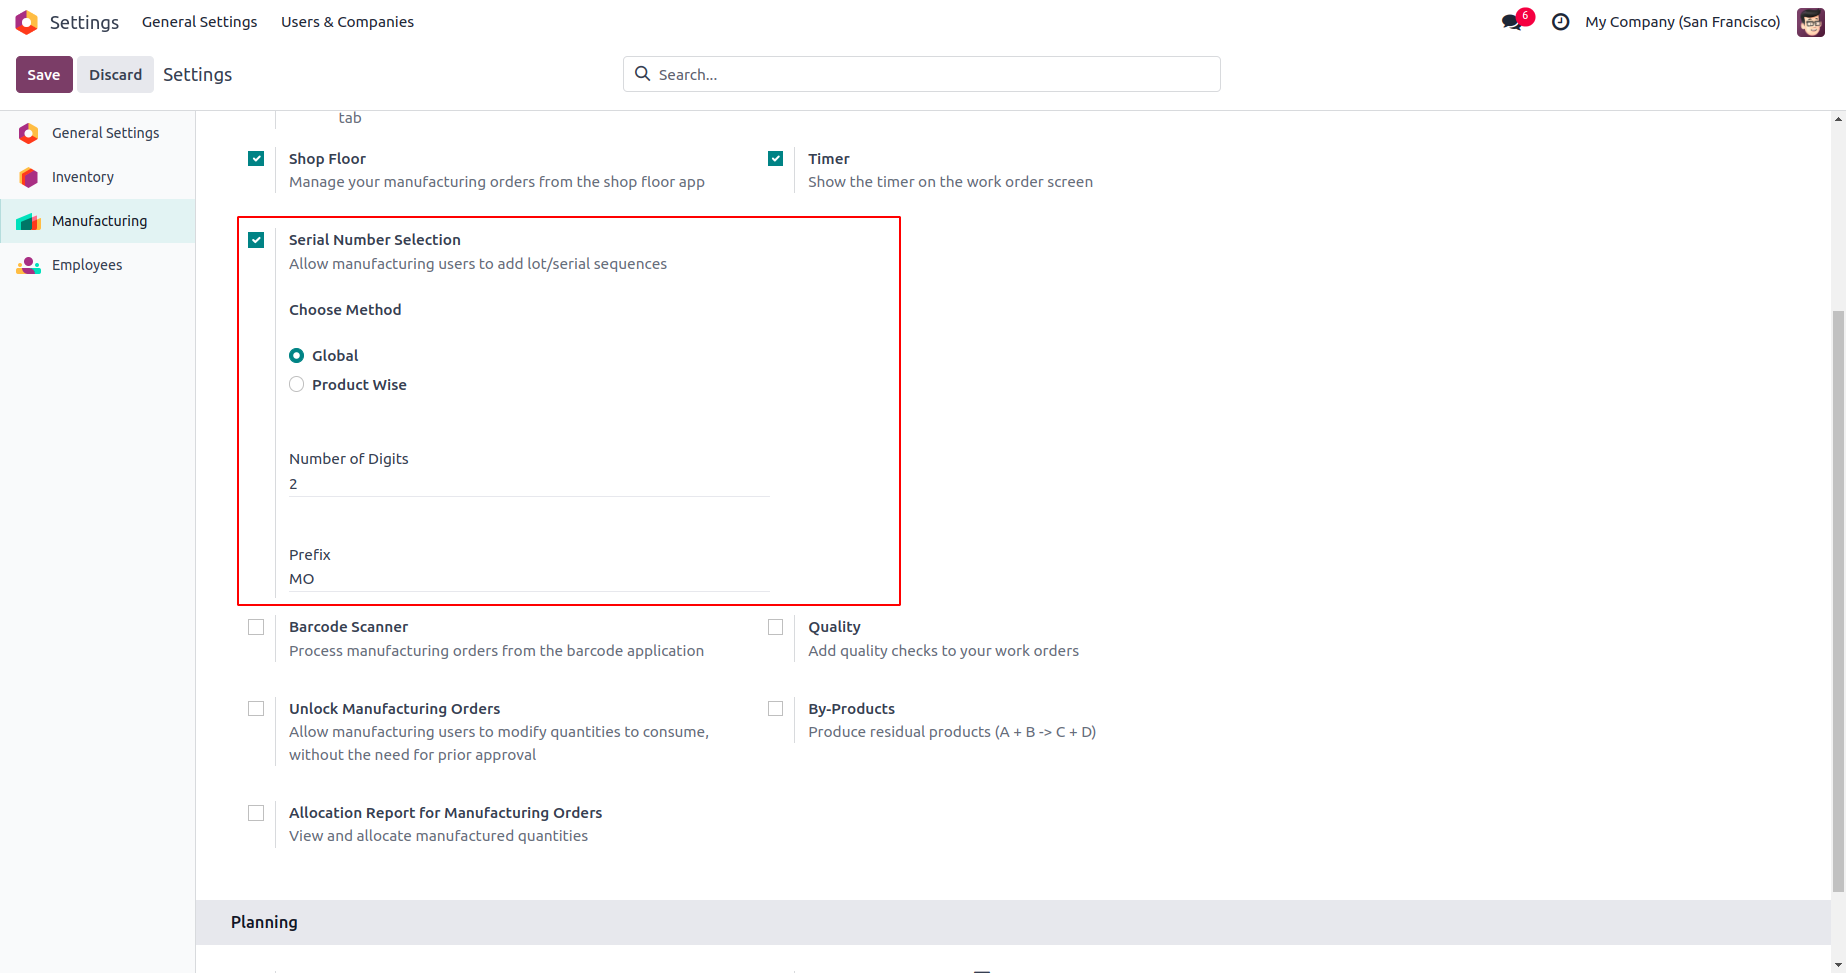 Settings General Settings Users & Companies 6 My Company (San Francisco)
Save Discard Settings Search...
General Settings
Inventory
Manufacturing
Employees
tab
Shop Floor
Manage your manufacturing orders from the shop floor app
Timer
Show the timer on the work order screen
Serial Number Selection
Allow manufacturing users to add lot/serial sequences
Choose Method
Global
Product Wise
Number of Digits
2
Prefix
MO
Barcode Scanner
Process manufacturing orders from the barcode application
Quality
Add quality checks to your work orders
Unlock Manufacturing Orders
Allow manufacturing users to modify quantities to consume,
without the need for prior approval
By-Products
Produce residual products (A + B -> C + D)
Allocation Report for Manufacturing Orders
View and allocate manufactured quantities
Planning